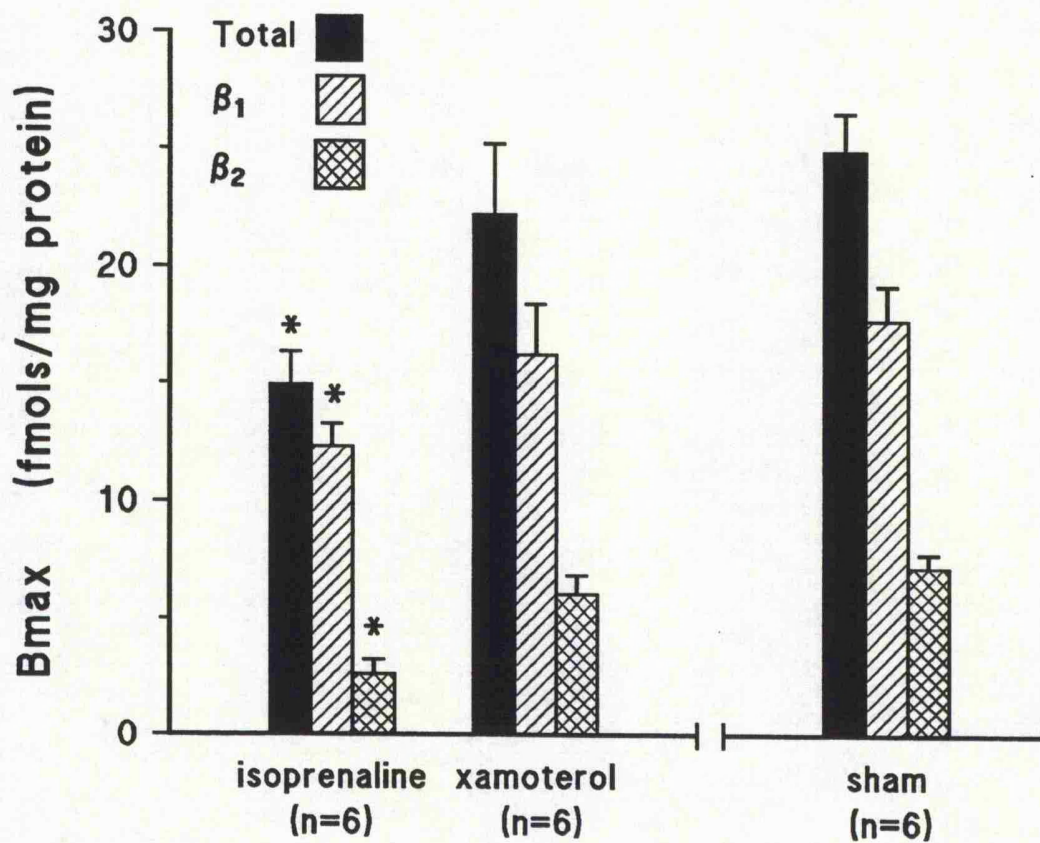 30
20
10
0
Bmax (fmols/mg protein)
Total
β₁
β₂
*
*
*
isoprenaline
(n=6)
xamoterol
(n=6)
sham
(n=6)